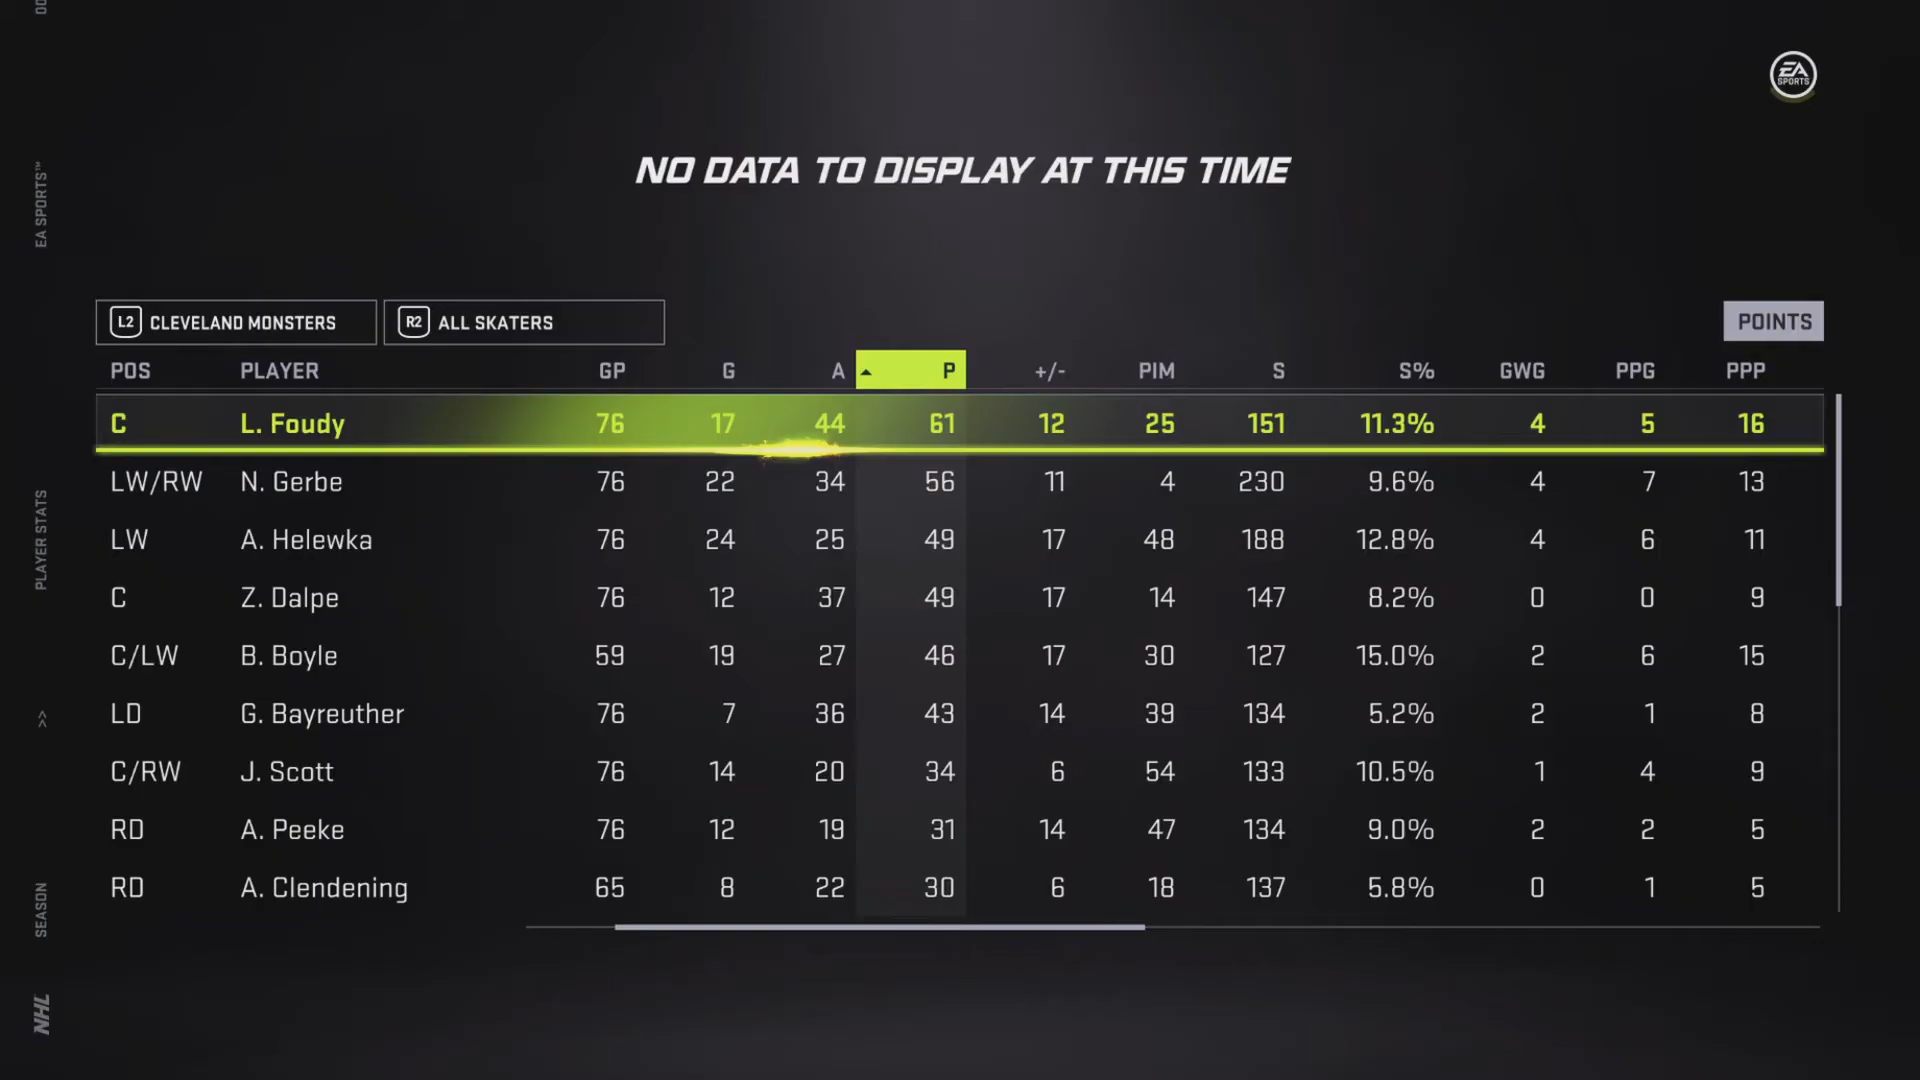 EA SPORTS
NO DATA TO DISPLAY AT THIS TIME
L2 CLEVELAND MONSTERS R2 ALL SKATERS POINTS
POS PLAYER GP G A P +/- PIM S S% GWG PPG PPP
C L. Foudy 76 17 44 61 12 25 151 11.3% 4 5 16
LW/RW N. Gerbe 76 22 34 56 11 4 230 9.6% 4 7 13
LW A. Helewka 76 24 25 49 17 48 188 12.8% 4 6 11
C Z. Dalpe 76 12 37 49 17 14 147 8.2% 0 0 9
C/LW B. Boyle 59 19 27 46 17 30 127 15.0% 2 6 15
LD G. Bayreuther 76 7 36 43 14 39 134 5.2% 2 1 8
C/RW J. Scott 76 14 20 34 6 54 133 10.5% 1 4 9
RD A. Peeke 76 12 19 31 14 47 134 9.0% 2 2 5
RD A. Clendening 65 8 22 30 6 18 137 5.8% 0 1 5
NHL SEASON >> PLAYER STATS EA SPORTS™